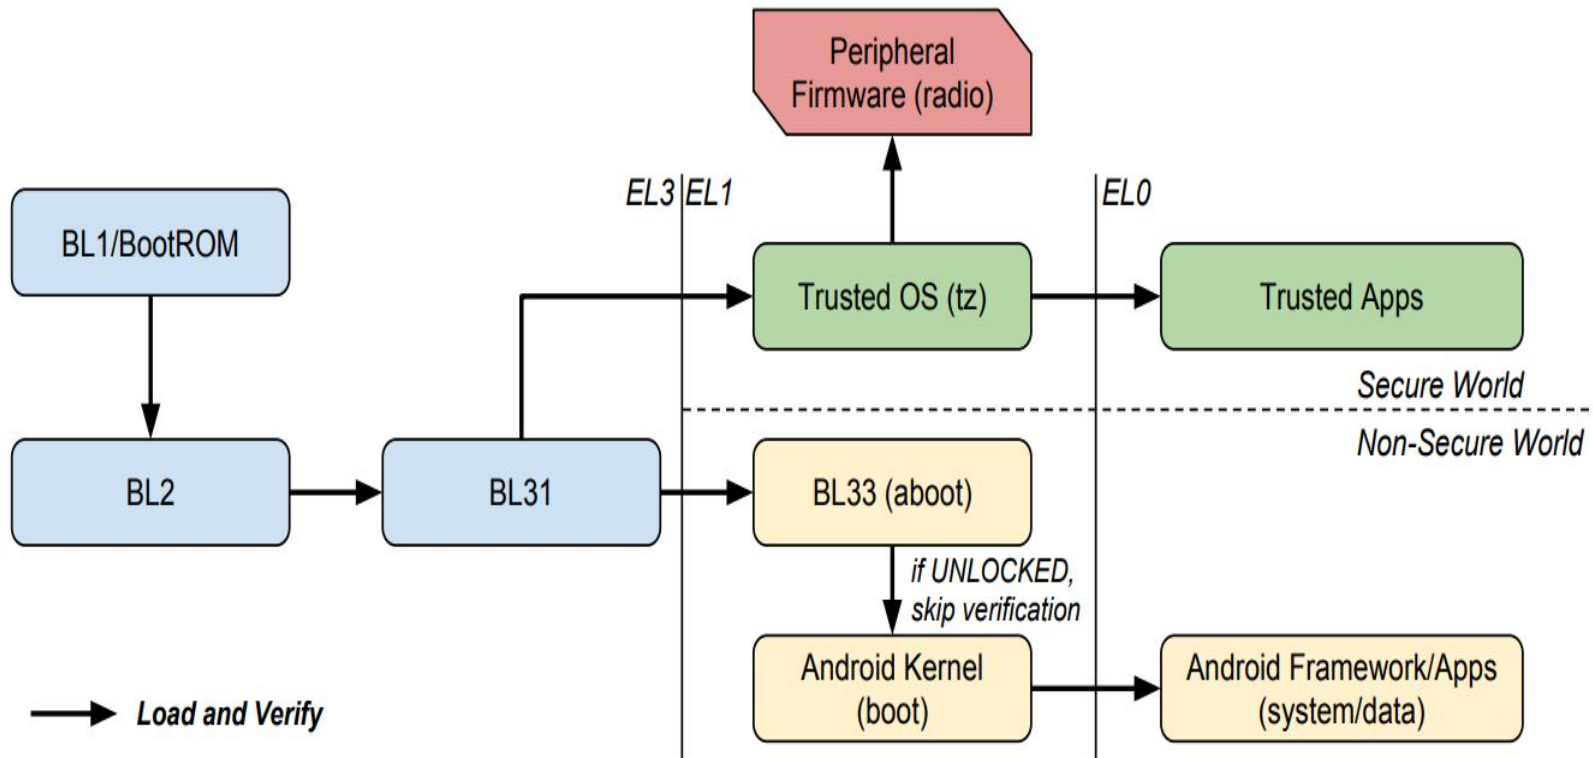 Peripheral
Firmware (radio)
EL3
EL1
EL0
BL1/BootROM
Trusted OS (tz)
Trusted Apps
Secure World
Non-Secure World
BL2
BL31
BL33 (aboot)
if UNLOCKED,
skip verification
Android Kernel
(boot)
Android Framework/Apps
(system/data)
Load and Verify